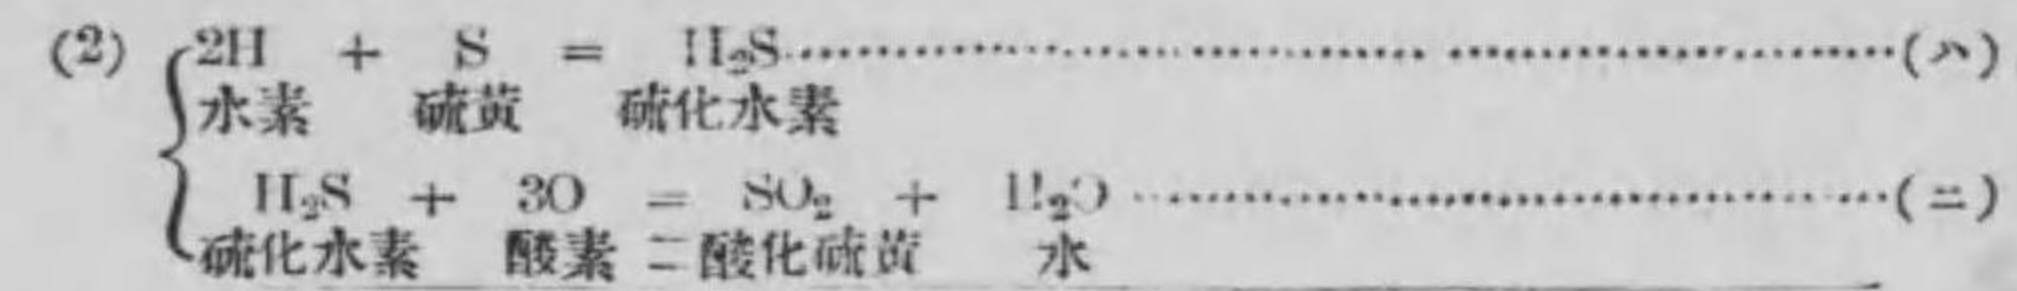 (2) 2H + S = H₂S……………………………………(ハ)
水素 硫黄 硫化水素
H₂S + 3O = SO₂ + H₂O……………………………(ニ)
硫化水素 酸素 二酸化硫黄 水